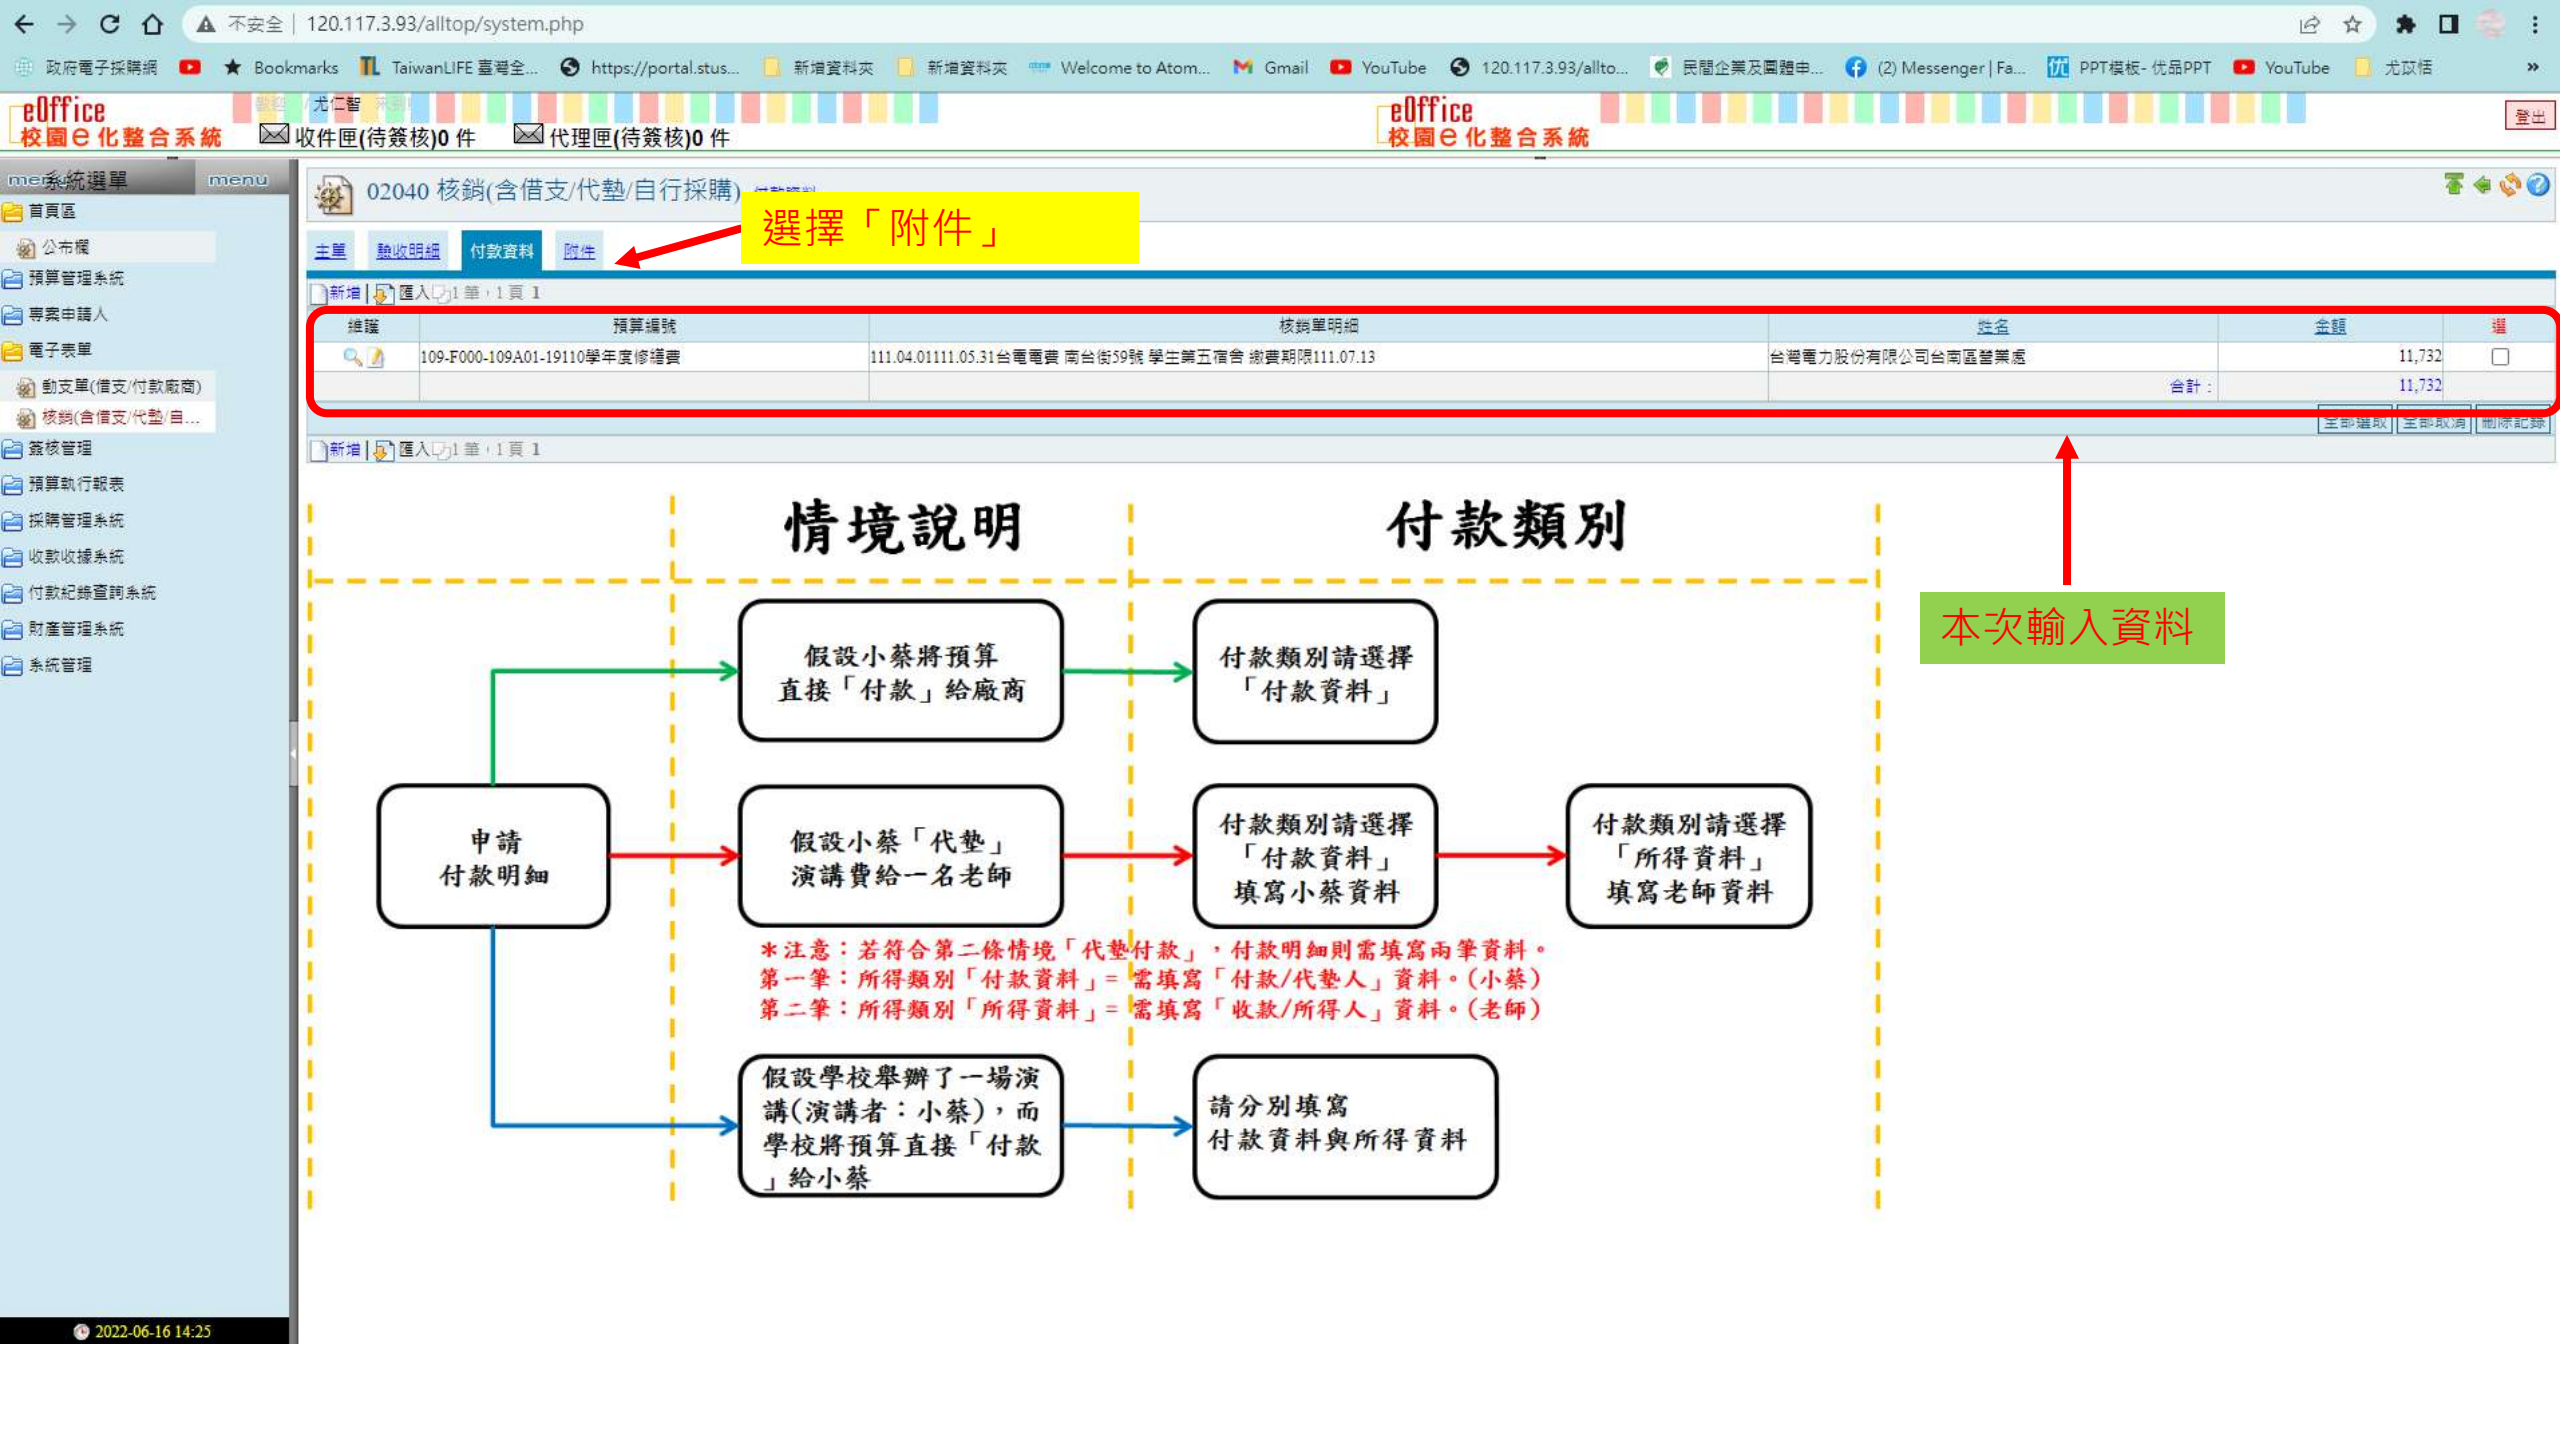 不安全 | 120.117.3.93/alltop/system.php
政府電子採購網 Bookmarks TaiwanLIFE 臺灣全... https://portal.stus... 新增資料夾 新增資料夾 Welcome to Atom... Gmail YouTube 120.117.3.93/allto... 民間企業及團體申... (2) Messenger | Fa... PPT模板- 优品PPT YouTube 尤苡恬 »
eOffice
校園e化整合系統
尤仁智
收件匣(待簽核)0 件 代理匣(待簽核)0 件
eOffice
校園e化整合系統
登出
系統選單 menu
首頁區
公布欄
預算管理系統
專案申請人
電子表單
動支單(借支/付款廠商)
核銷(含借支/代墊/自...
簽核管理
預算執行報表
採購管理系統
收款收據系統
付款紀錄查詢系統
財產管理系統
系統管理
2022-06-16 14:25
02040 核銷(含借支/代墊/自行採購)
選擇「附件」
主單 驗收明細 付款資料 附件
新增 | 匯入 1 筆，1 頁 1
維護 預算編號 核銷單明細 姓名 金額 選
109-F000-109A01-19110學年度修繕費 111.04.01111.05.31台電電費 南台街59號 學生第五宿舍 繳費期限111.07.13 台灣電力股份有限公司台南區營業處 11,732
合計： 11,732
全部選取 全部取消 刪除記錄
新增 | 匯入 1 筆，1 頁 1
本次輸入資料
情境說明 付款類別
假設小蔡將預算
直接「付款」給廠商
付款類別請選擇
「付款資料」
申請
付款明細
假設小蔡「代墊」
演講費給一名老師
付款類別請選擇
「付款資料」
填寫小蔡資料
付款類別請選擇
「所得資料」
填寫老師資料
*注意：若符合第二條情境「代墊付款」，付款明細則需填寫兩筆資料。
第一筆：所得類別「付款資料」= 需填寫「付款/代墊人」資料。(小蔡)
第二筆：所得類別「所得資料」= 需填寫「收款/所得人」資料。(老師)
假設學校舉辦了一場演
講(演講者：小蔡)，而
學校將預算直接「付款
」給小蔡
請分別填寫
付款資料與所得資料